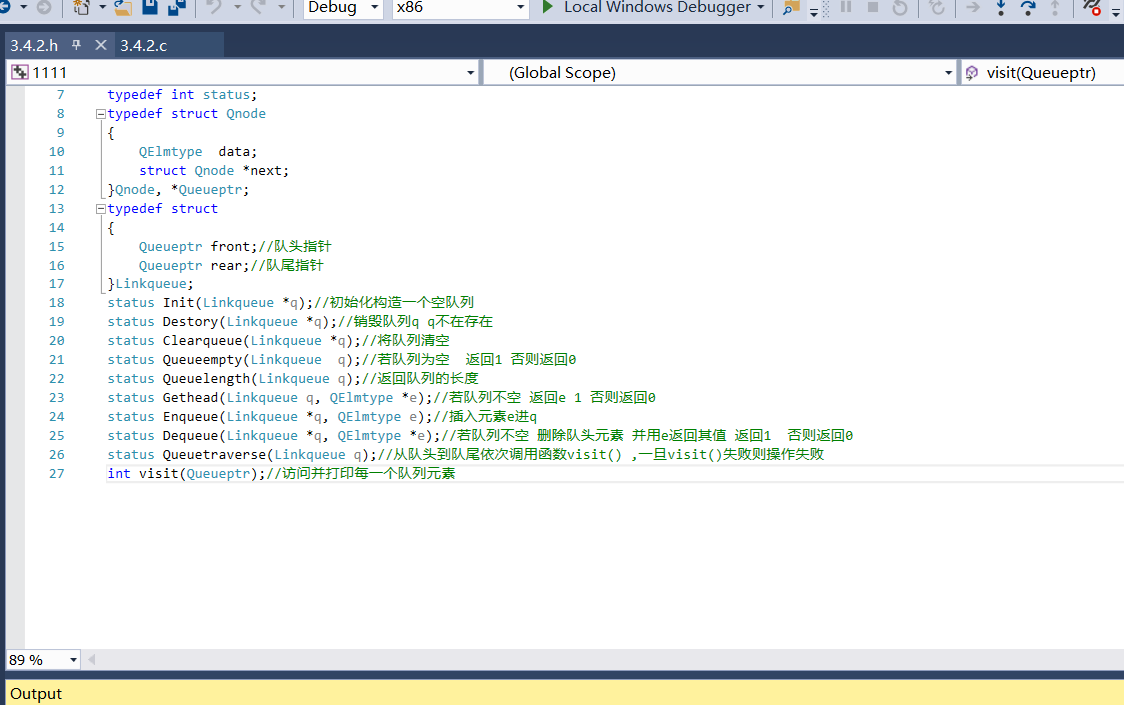 Debug x86 Local Windows Debugger
3.4.2.h 3.4.2.c
1111 (Global Scope) visit(Queueptr)
7 typedef int status;
8 typedef struct Qnode
9 {
10 QElmtype  data;
11 struct Qnode *next;
12 }Qnode, *Queueptr;
13 typedef struct
14 {
15 Queueptr front;//队头指针
16 Queueptr rear;//队尾指针
17 }Linkqueue;
18 status Init(Linkqueue *q);//初始化构造一个空队列
19 status Destory(Linkqueue *q);//销毁队列q q不在存在
20 status Clearqueue(Linkqueue *q);//将队列清空
21 status Queueempty(Linkqueue  q);//若队列为空  返回1 否则返回0
22 status Queuelength(Linkqueue q);//返回队列的长度
23 status Gethead(Linkqueue q, QElmtype *e);//若队列不空 返回e 1 否则返回0
24 status Enqueue(Linkqueue *q, QElmtype e);//插入元素e进q
25 status Dequeue(Linkqueue *q, QElmtype *e);//若队列不空 删除队头元素 并用e返回其值 返回1  否则返回0
26 status Queuetraverse(Linkqueue q);//从队头到队尾依次调用函数visit() ,一旦visit()失败则操作失败
27 int visit(Queueptr);//访问并打印每一个队列元素
89 %
Output